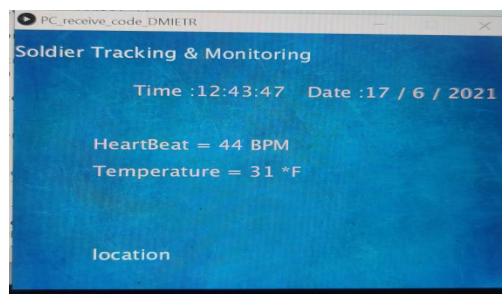 PC_receive_code_DMIETR
Soldier Tracking & Monitoring
Time :12:43:47 Date :17 / 6 / 2021
HeartBeat = 44 BPM
Temperature = 31 *F
location